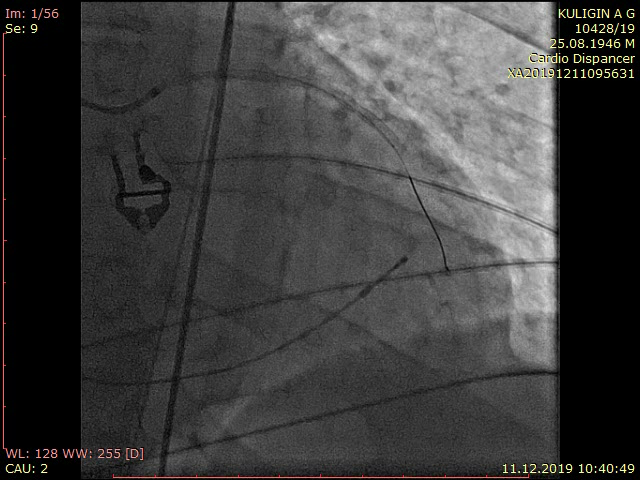 Im: 1/56
Se: 9
KULIGIN A G
10428/19
25.08.1946 M
Cardio Dispancer
XA20191211095631
WL: 128 WW: 255 [D]
CAU: 2
11.12.2019 10:40:49